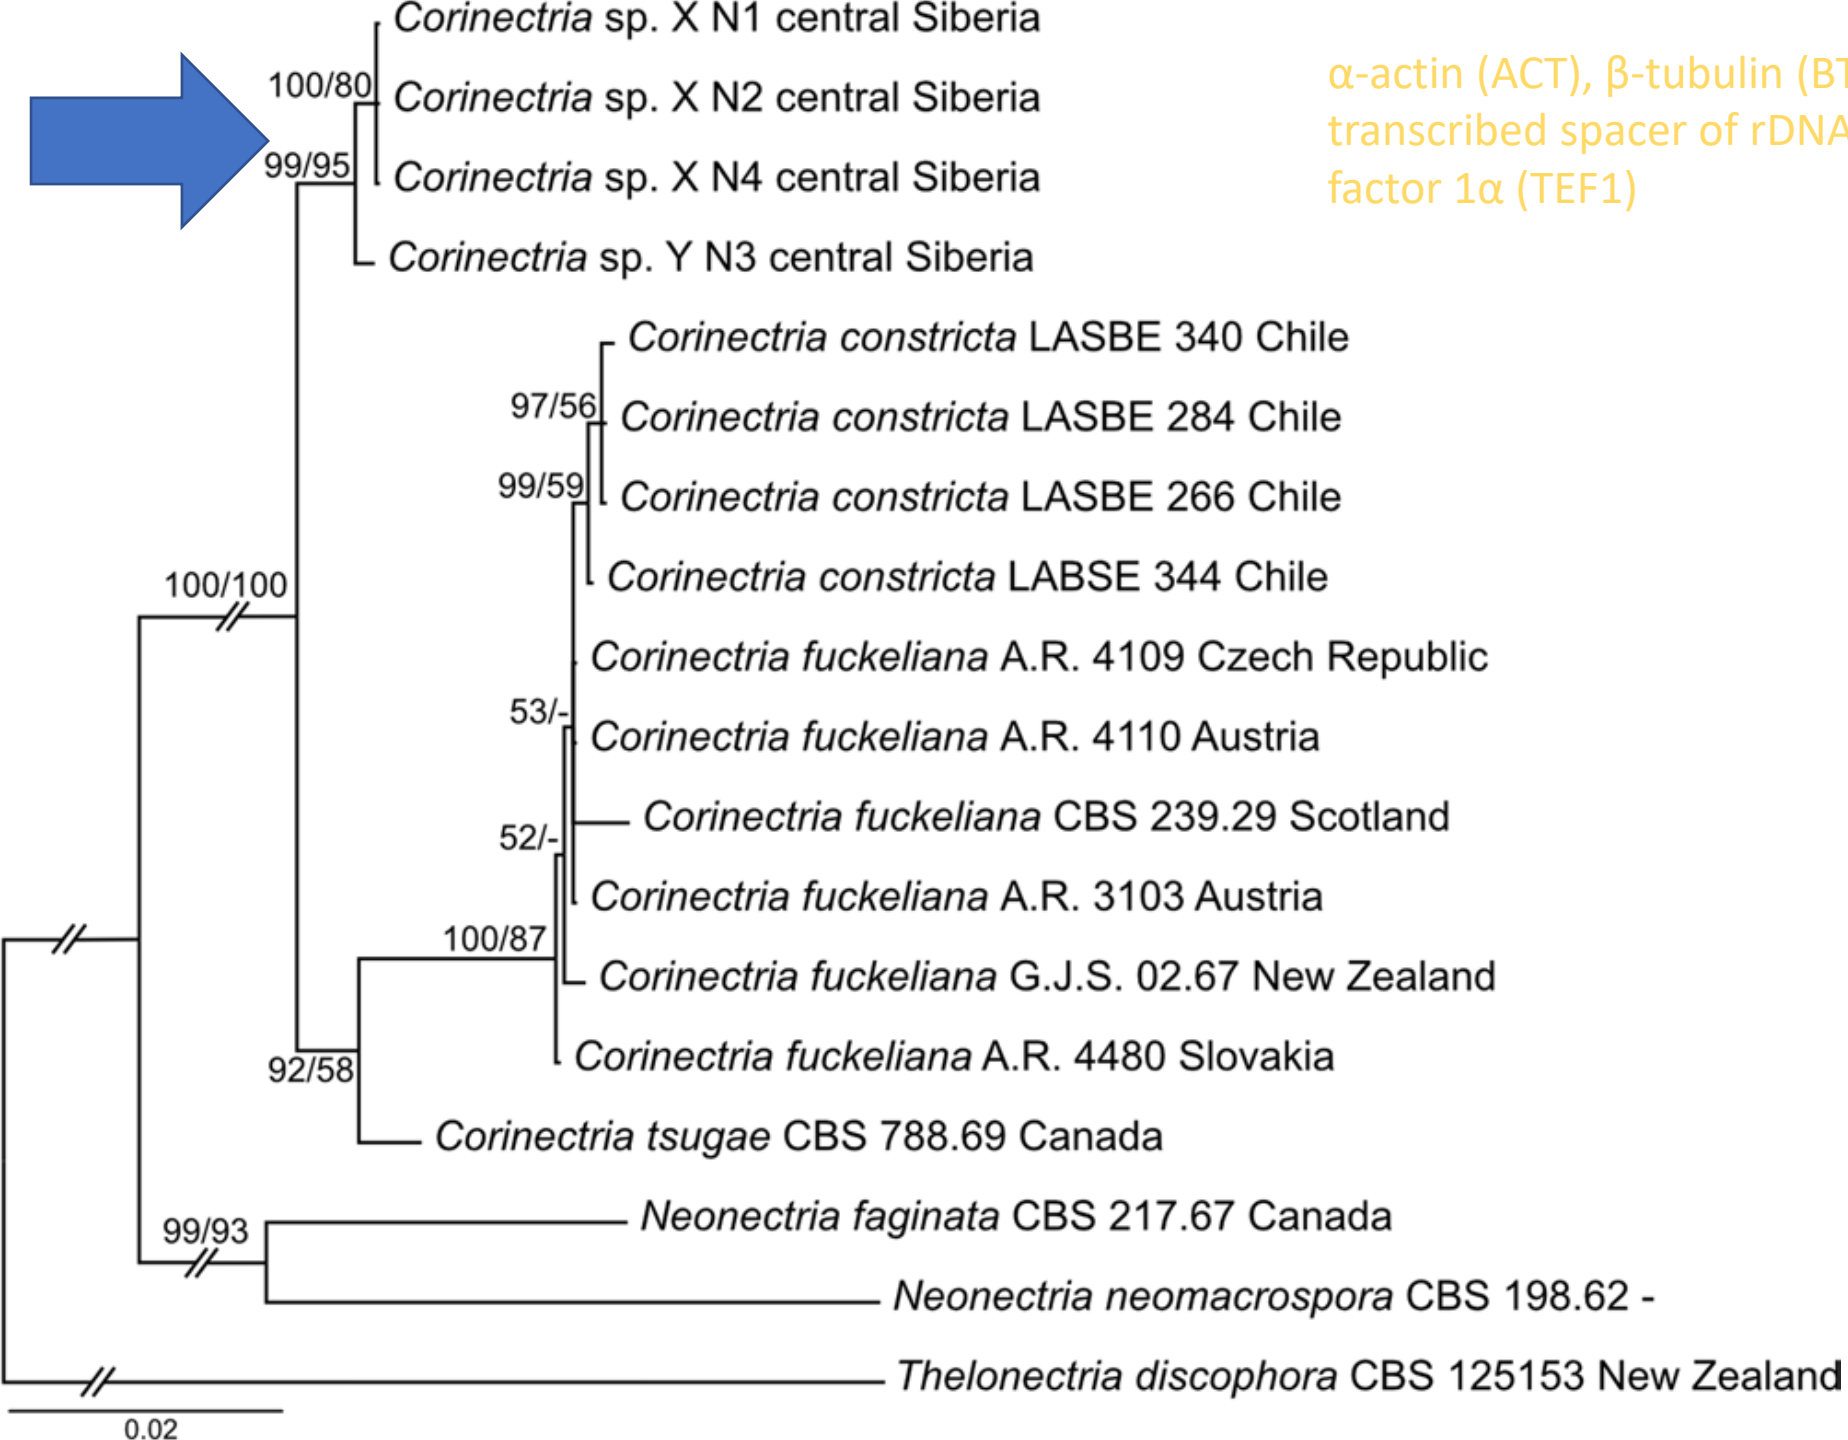 Corinectria sp. X N1 central Siberia
α-actin (ACT), β-tubulin (BT
100/80
Corinectria sp. X N2 central Siberia
transcribed spacer of rDNA
99/95
Corinectria sp. X N4 central Siberia
factor 1α (TEF1)
Corinectria sp. Y N3 central Siberia
Corinectria constricta LASBE 340 Chile
97/56
Corinectria constricta LASBE 284 Chile
99/59
Corinectria constricta LASBE 266 Chile
100/100
Corinectria constricta LABSE 344 Chile
Corinectria fuckeliana A.R. 4109 Czech Republic
53/-
Corinectria fuckeliana A.R. 4110 Austria
52/-
Corinectria fuckeliana CBS 239.29 Scotland
Corinectria fuckeliana A.R. 3103 Austria
100/87
Corinectria fuckeliana G.J.S. 02.67 New Zealand
Corinectria fuckeliana A.R. 4480 Slovakia
92/58
Corinectria tsugae CBS 788.69 Canada
99/93
Neonectria faginata CBS 217.67 Canada
Neonectria neomacrospora CBS 198.62 -
Thelonectria discophora CBS 125153 New Zealand
0.02